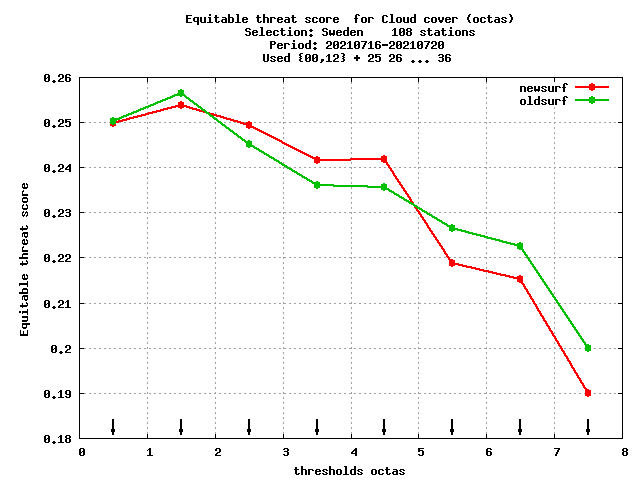 Equitable threat score  for Cloud cover (octas)
Selection: Sweden    108 stations
Period: 20210716-20210720
Used {00,12} + 25 26 ... 36
newsurf
oldsurf
0.26
0.25
0.24
0.23
0.22
0.21
0.2
0.19
0.18
Equitable threat score
0 1 2 3 4 5 6 7 8
thresholds octas